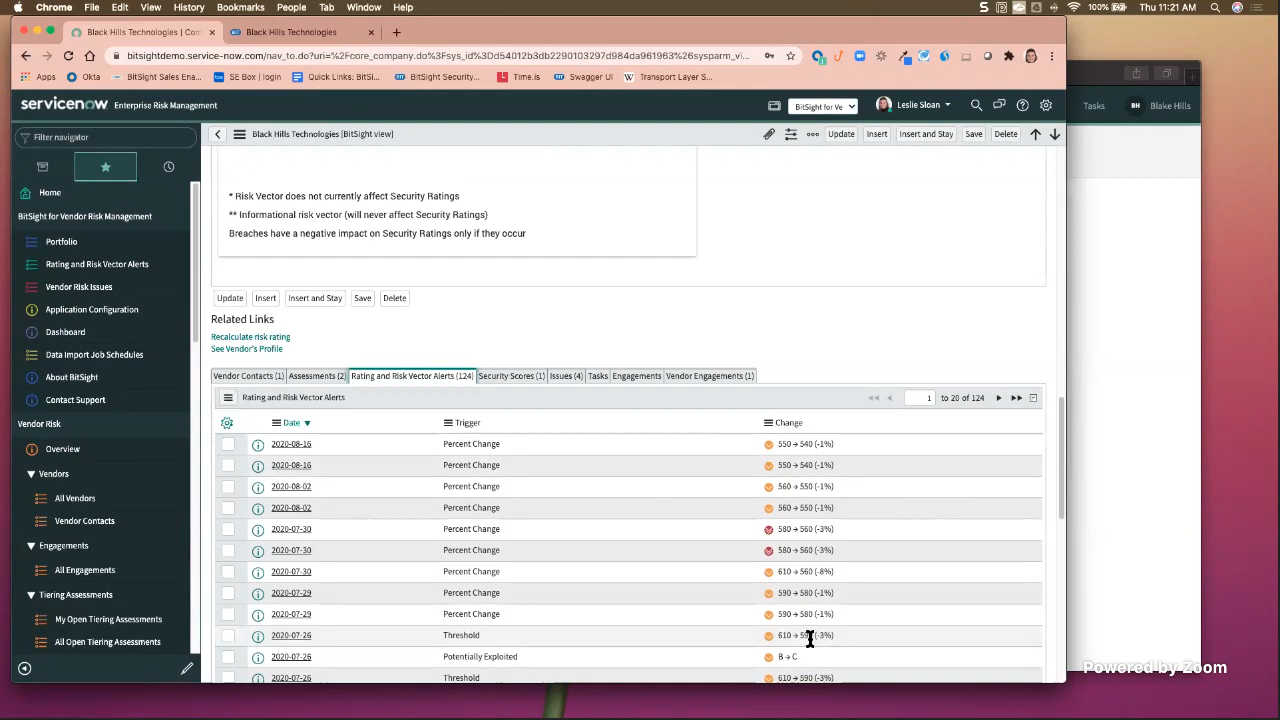 Chrome File Edit View History Bookmarks People Tab Window Help 100% Thu 11:21 AM
Black Hills Technologies | Com
Black Hills Technologies
bitsightdemo.service-now.com/nav_to.do?uri=%2Fcore_company.do%3Fsys_id%3Dd54012b3db2290103297d984da961963%26sysparm_vi...
Apps Okta BitSight Sales Ena... SE Box | login Quick Links: BitSi... BitSight Security... Time.is Swagger UI Transport Layer S...
servicenow Enterprise Risk Management
BitSight for Ve
Leslie Sloan
Tasks
BH
Blake Hills
Filter navigator
Black Hills Technologies [BitSight view]
Update Insert Insert and Stay Save Delete
Home
BitSight for Vendor Risk Management
Portfolio
Rating and Risk Vector Alerts
Vendor Risk Issues
Application Configuration
Dashboard
Data Import Job Schedules
About BitSight
Contact Support
Vendor Risk
Overview
Vendors
All Vendors
Vendor Contacts
Engagements
All Engagements
Tiering Assessments
My Open Tiering Assessments
All Open Tiering Assessments
* Risk Vector does not currently affect Security Ratings
** Informational risk vector (will never affect Security Ratings)
Breaches have a negative impact on Security Ratings only if they occur
Update Insert Insert and Stay Save Delete
Related Links
Recalculate risk rating
See Vendor's Profile
Vendor Contacts (1) Assessments (2) Rating and Risk Vector Alerts (124) Security Scores (1) Issues (4) Tasks Engagements Vendor Engagements (1)
Rating and Risk Vector Alerts 1 to 20 of 124
Date Trigger Change
2020-08-16 Percent Change 550 → 540 (-1%)
2020-08-16 Percent Change 550 → 540 (-1%)
2020-08-02 Percent Change 560 → 550 (-1%)
2020-08-02 Percent Change 560 → 550 (-1%)
2020-07-30 Percent Change 580 → 560 (-3%)
2020-07-30 Percent Change 580 → 560 (-3%)
2020-07-30 Percent Change 610 → 560 (-8%)
2020-07-29 Percent Change 590 → 580 (-1%)
2020-07-29 Percent Change 590 → 580 (-1%)
2020-07-26 Threshold 610 → 590 (-3%)
2020-07-26 Potentially Exploited B → C
2020-07-26 Threshold 610 → 590 (-3%)
Powered by Zoom